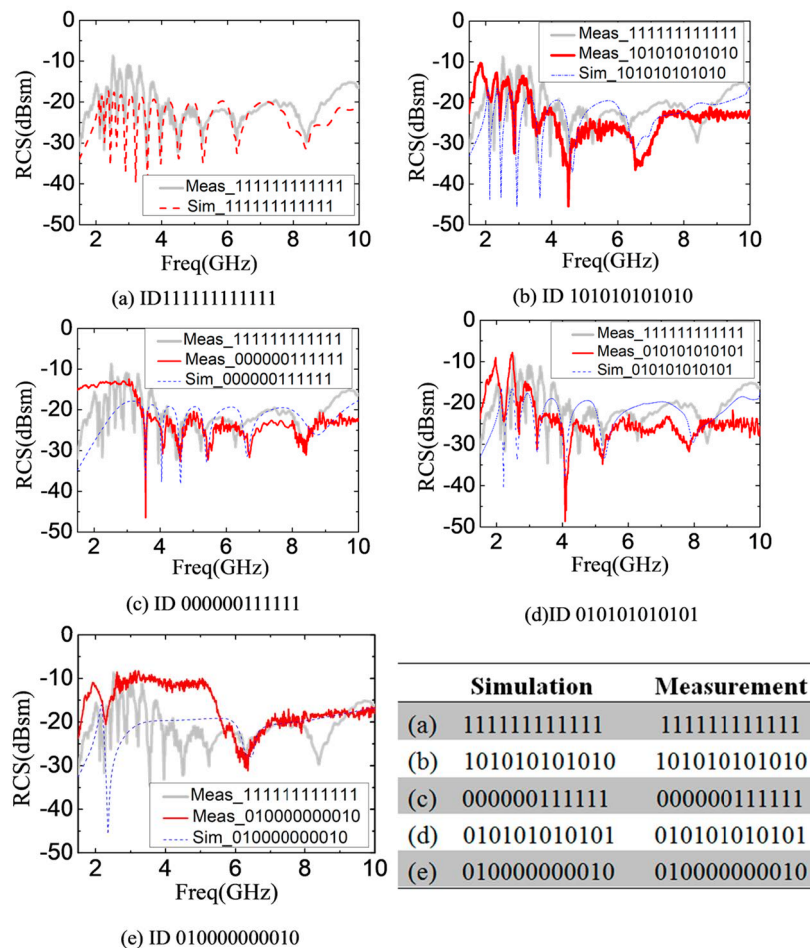 0
-10
-20
-30
-40
-50
RCS(dBsm)
Meas_111111111111
Sim_111111111111
2 4 6 8 10
Freq(GHz)
(a) ID111111111111
0
-10
-20
-30
-40
-50
RCS(dBsm)
Meas_111111111111
Meas_101010101010
Sim_101010101010
2 4 6 8 10
Freq(GHz)
(b) ID 101010101010
0
-10
-20
-30
-40
-50
RCS(dBsm)
Meas_111111111111
Meas_000000111111
Sim_000000111111
2 4 6 8 10
Freq(GHz)
(c) ID 000000111111
0
-10
-20
-30
-40
-50
RCS(dBsm)
Meas_111111111111
Meas_010101010101
Sim_010101010101
2 4 6 8 10
Freq(GHz)
(d)ID 010101010101
0
-10
-20
-30
-40
-50
RCS(dBsm)
Meas_111111111111
Meas_010000000010
Sim_010000000010
2 4 6 8 10
Freq(GHz)
(e) ID 010000000010
Simulation Measurement
(a) 111111111111 111111111111
(b) 101010101010 101010101010
(c) 000000111111 000000111111
(d) 010101010101 010101010101
(e) 010000000010 010000000010